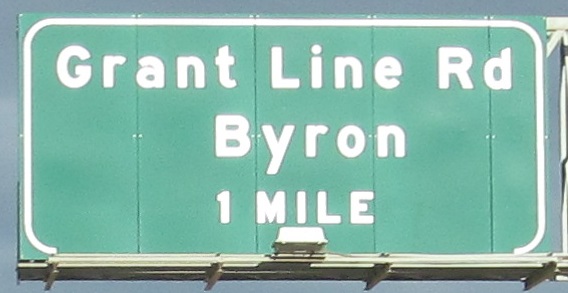 Grant Line Rd
Byron
1 MILE